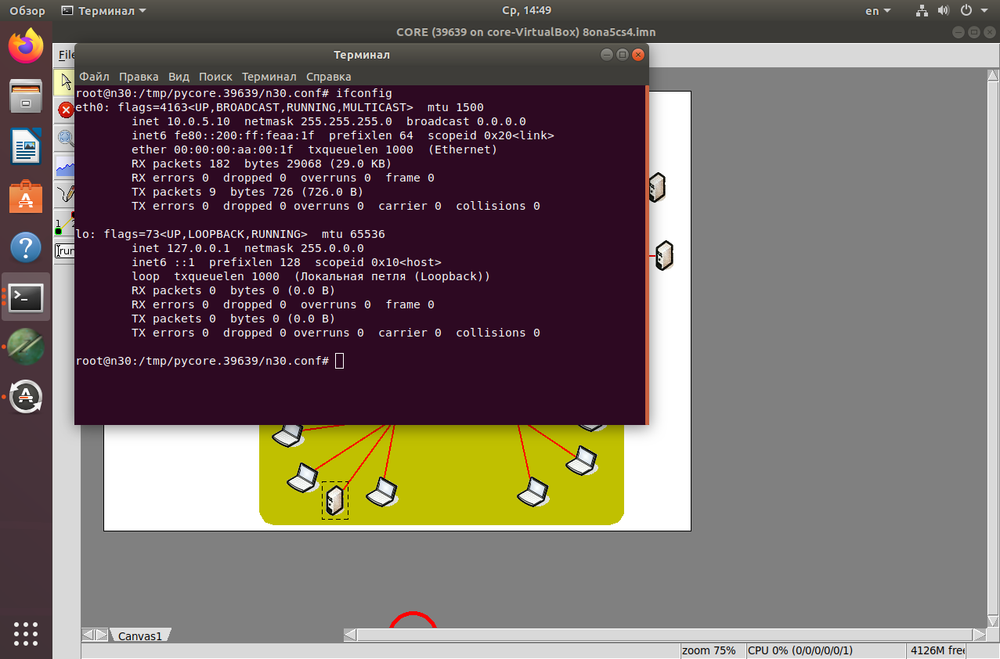 Обзор
Терминал
Ср, 14:49
en
CORE (39639 on core-VirtualBox) 8ona5cs4.imn
File
Терминал
Файл Правка Вид Поиск Терминал Справка
root@n30:/tmp/pycore.39639/n30.conf# ifconfig
eth0: flags=4163<UP,BROADCAST,RUNNING,MULTICAST>  mtu 1500
        inet 10.0.5.10  netmask 255.255.255.0  broadcast 0.0.0.0
        inet6 fe80::200:ff:feaa:1f  prefixlen 64  scopeid 0x20<link>
        ether 00:00:00:aa:00:1f  txqueuelen 1000  (Ethernet)
        RX packets 182  bytes 29068 (29.0 KB)
        RX errors 0  dropped 0  overruns 0  frame 0
        TX packets 9  bytes 726 (726.0 B)
        TX errors 0  dropped 0 overruns 0  carrier 0  collisions 0
lo: flags=73<UP,LOOPBACK,RUNNING>  mtu 65536
        inet 127.0.0.1  netmask 255.0.0.0
        inet6 ::1  prefixlen 128  scopeid 0x10<host>
        loop  txqueuelen 1000  (Локальная петля (Loopback))
        RX packets 0  bytes 0 (0.0 B)
        RX errors 0  dropped 0  overruns 0  frame 0
        TX packets 0  bytes 0 (0.0 B)
        TX errors 0  dropped 0 overruns 0  carrier 0  collisions 0
root@n30:/tmp/pycore.39639/n30.conf#
1
run
Canvas1
zoom 75%
CPU 0% (0/0/0/0/0/1)
4126M free